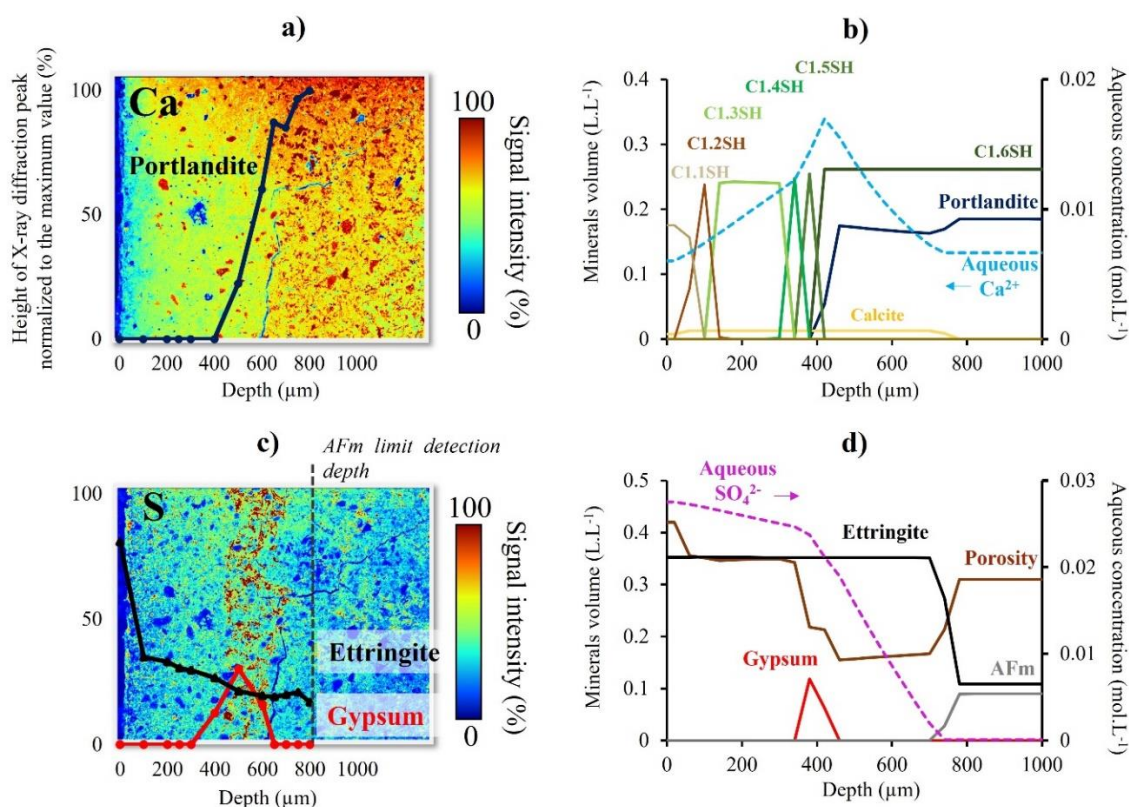 a)
Height of X-ray diffraction peak
normalized to the maximum value (%)
100
50
0
Ca
Portlandite
0 200 400 600 800 1000
Depth (µm)
100
0
Signal intensity (%)
b)
Minerals volume (L.L-1)
0.4
0.3
0.2
0.1
0
C1.5SH
C1.4SH
C1.3SH
C1.2SH
C1.1SH
C1.6SH
Portlandite
Aqueous
Ca²⁺
Calcite
0.02
0.01
0
Aqueous concentration (mol.L-1)
0 200 400 600 800 1000
Depth (µm)
c)
AFm limit detection
depth
100
50
0
S
Ettringite
Gypsum
0 200 400 600 800 1000
Depth (µm)
100
0
Signal intensity (%)
d)
Minerals volume (L.L-1)
0.5
0.4
0.3
0.2
0.1
0
Aqueous
SO₄²⁻
Ettringite
Porosity
Gypsum
AFm
0.03
0.02
0.01
0
Aqueous concentration (mol.L-1)
0 200 400 600 800 1000
Depth (µm)